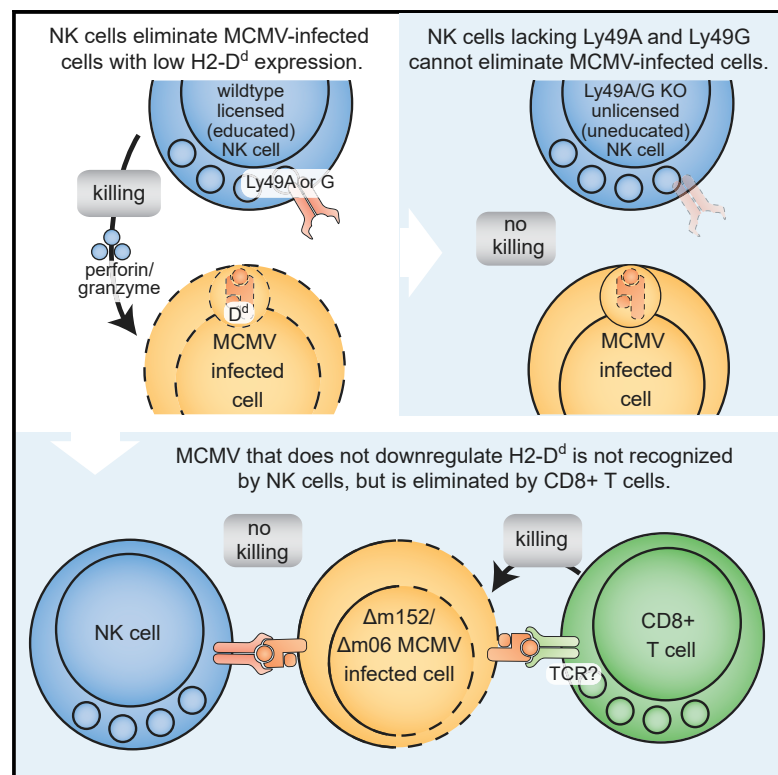 NK cells eliminate MCMV-infected
cells with low H2-Dᵈ expression.
wildtype
licensed
(educated)
NK cell
Ly49A or G
killing
perforin/
granzyme
Dᵈ
MCMV
infected
cell
NK cells lacking Ly49A and Ly49G
cannot eliminate MCMV-infected cells.
Ly49A/G KO
unlicensed
(uneducated)
NK cell
no
killing
MCMV
infected
cell
MCMV that does not downregulate H2-Dᵈ is not recognized
by NK cells, but is eliminated by CD8+ T cells.
no
killing
killing
NK cell
Δm152/
Δm06 MCMV
infected cell
CD8+
T cell
TCR?